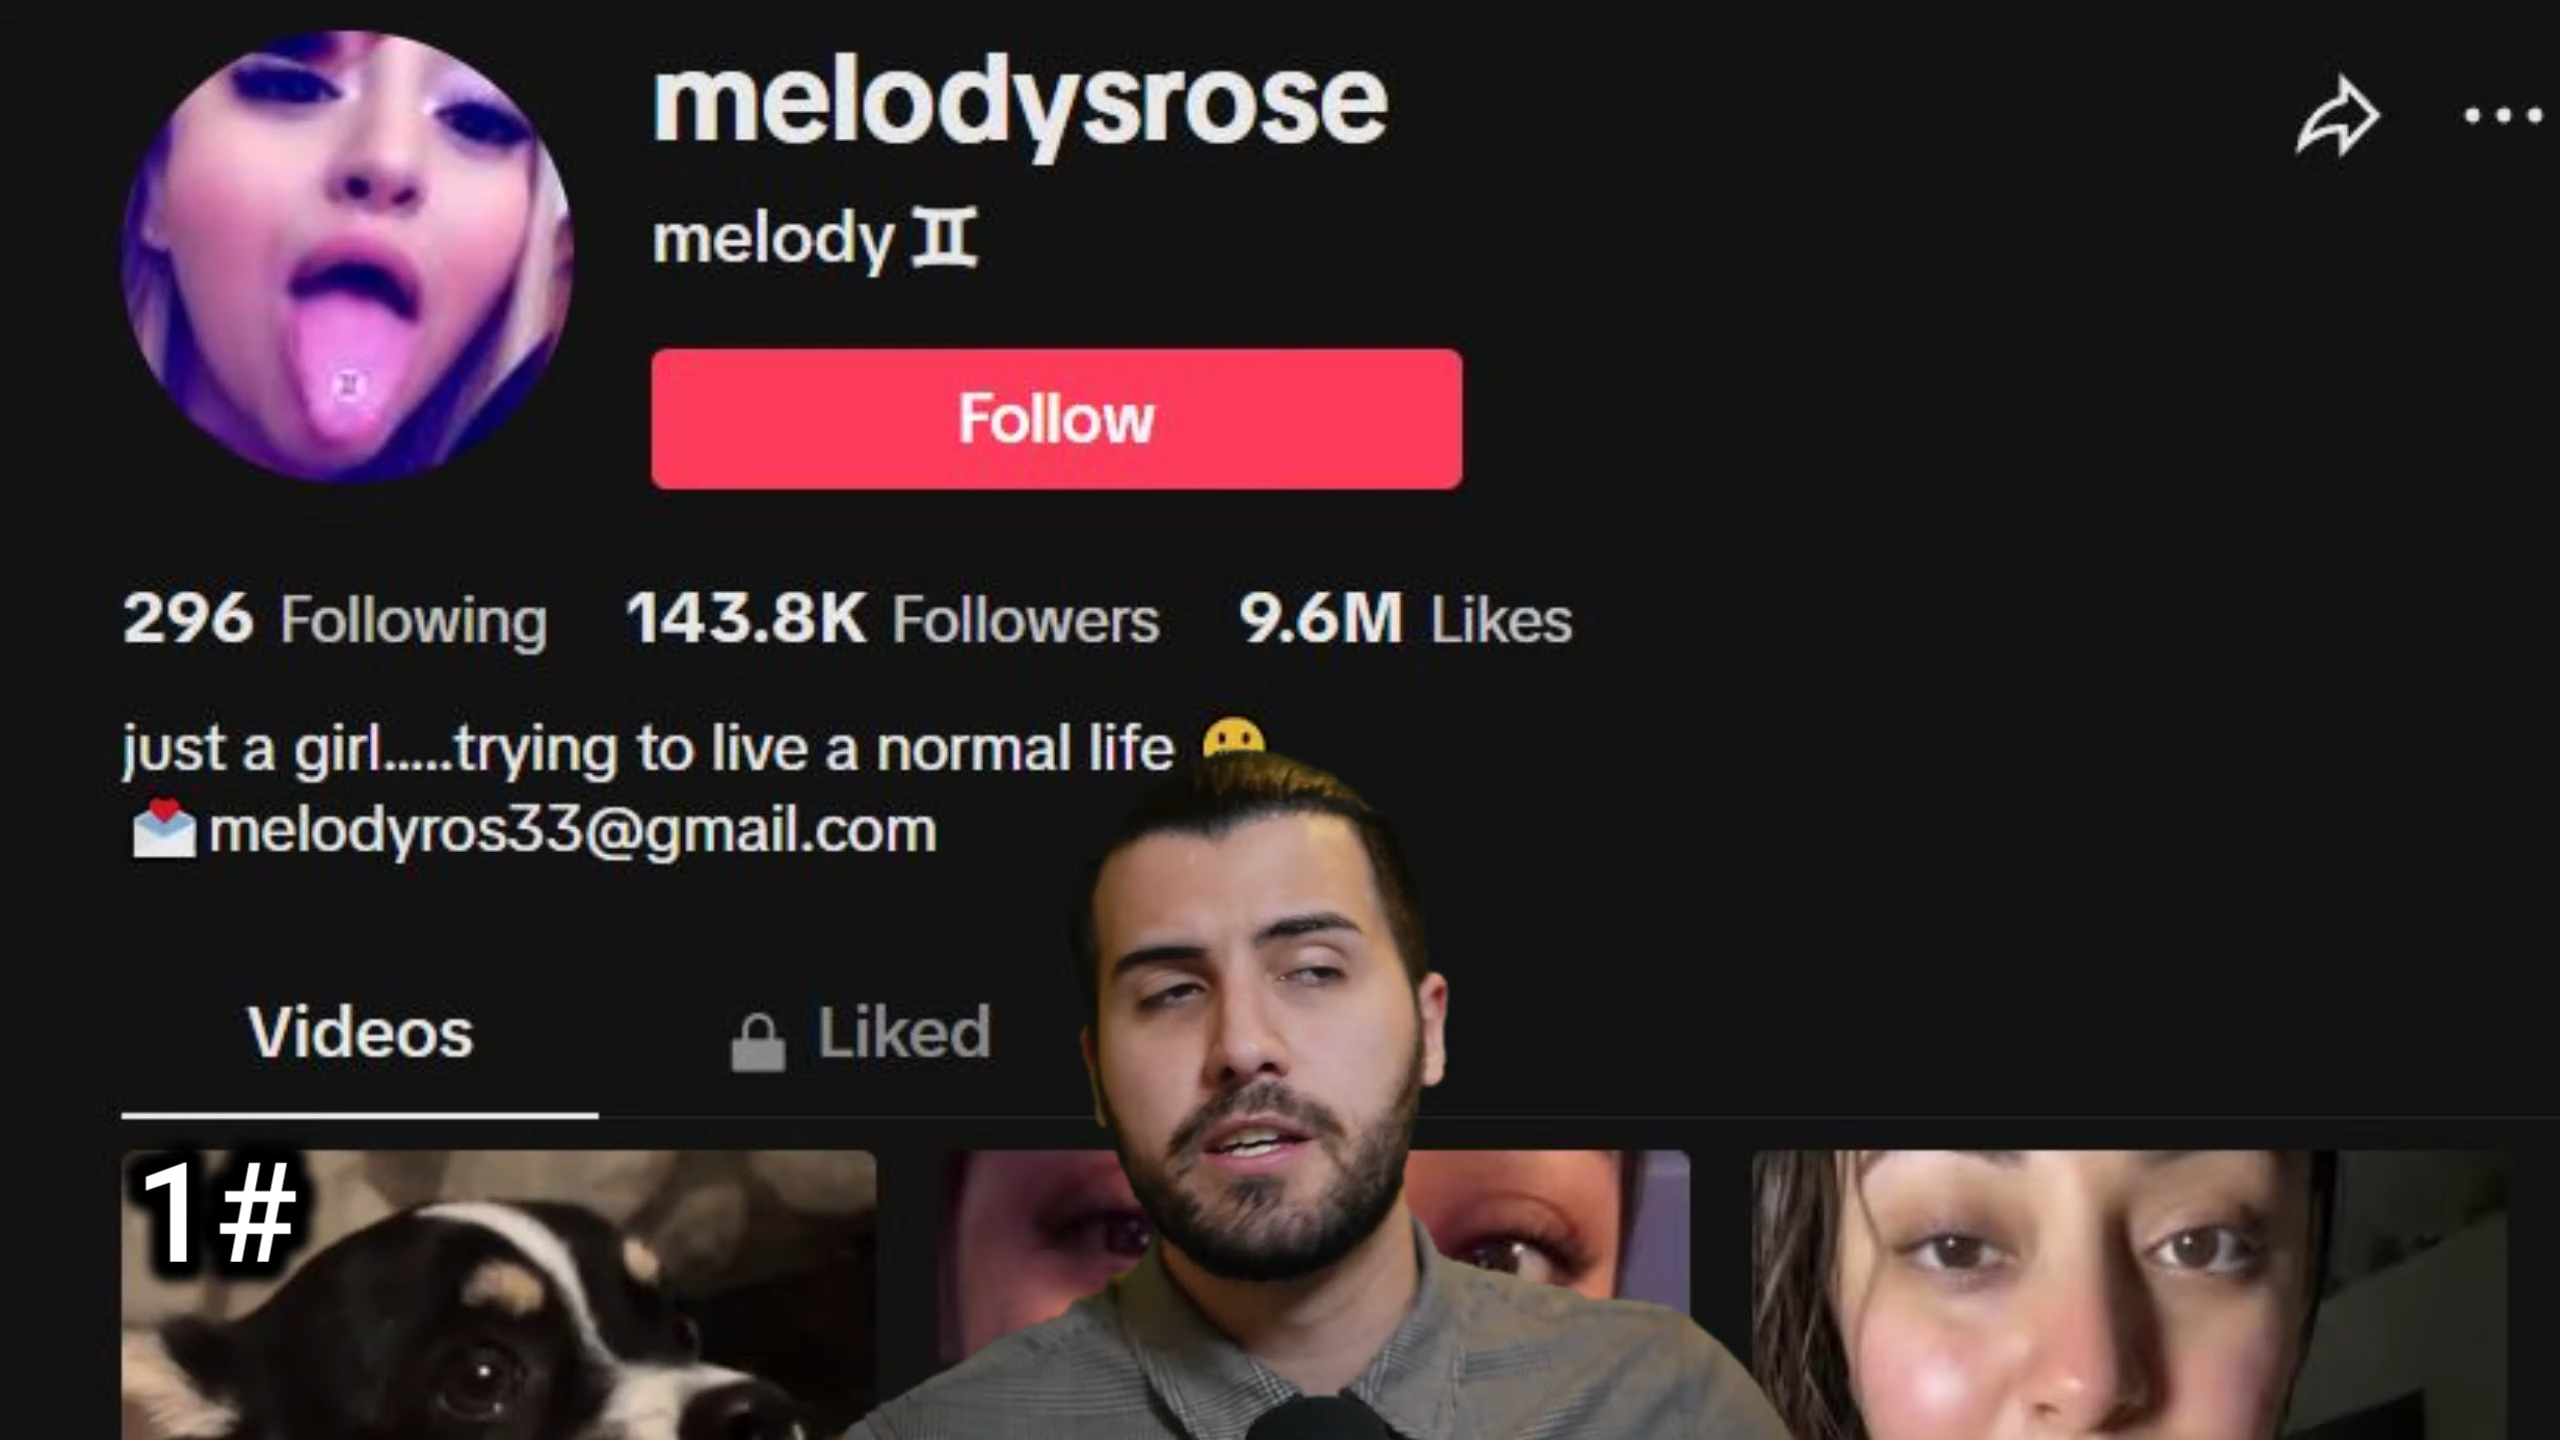 melodysrose
melody ♊
Follow
296 Following 143.8K Followers 9.6M Likes
just a girl.....trying to live a normal life
melodyros33@gmail.com
Videos Liked
1#